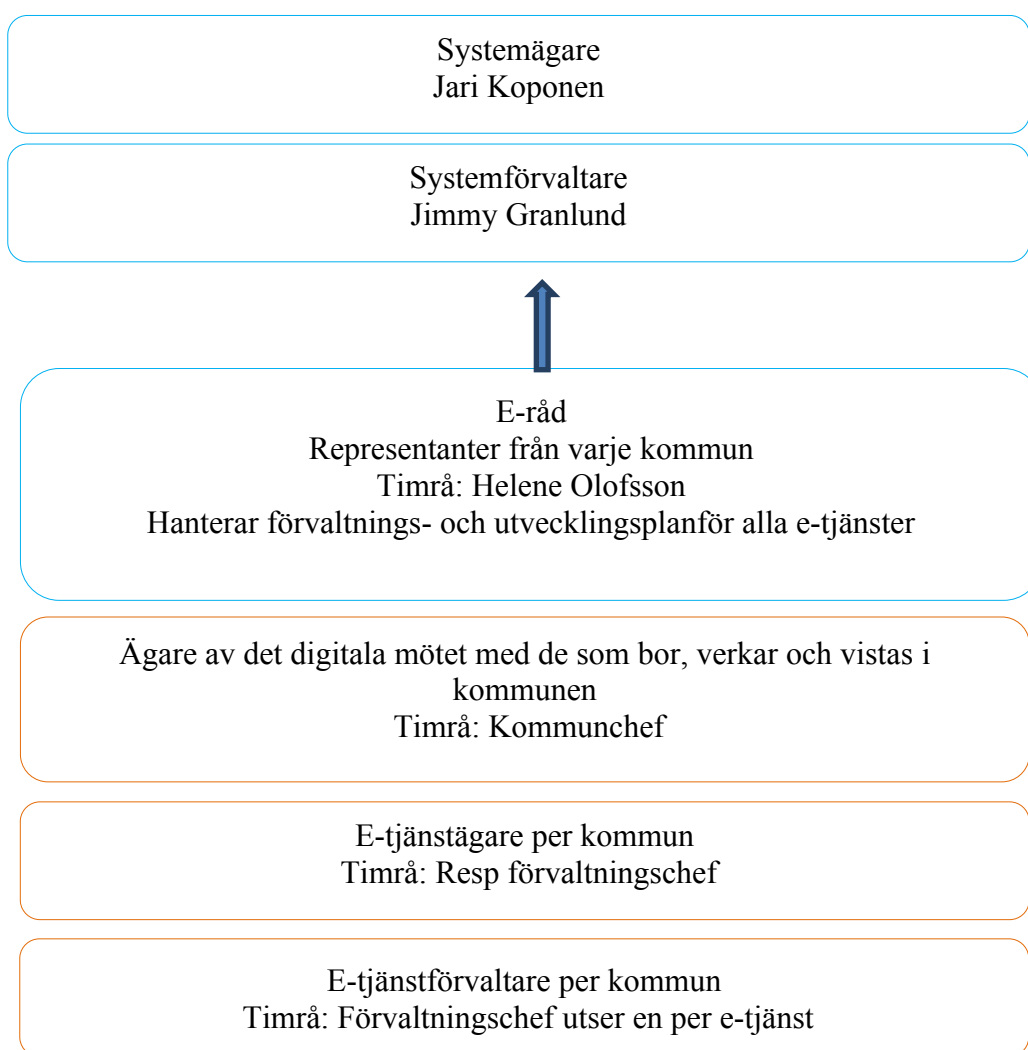 Systemägare
Jari Koponen
Systemförvaltare
Jimmy Granlund
E-råd
Representanter från varje kommun
Timrå: Helene Olofsson
Hanterar förvaltnings- och utvecklingsplanför alla e-tjänster
Ägare av det digitala mötet med de som bor, verkar och vistas i
kommunen
Timrå: Kommunchef
E-tjänstägare per kommun
Timrå: Resp förvaltningschef
E-tjänstförvaltare per kommun
Timrå: Förvaltningschef utser en per e-tjänst